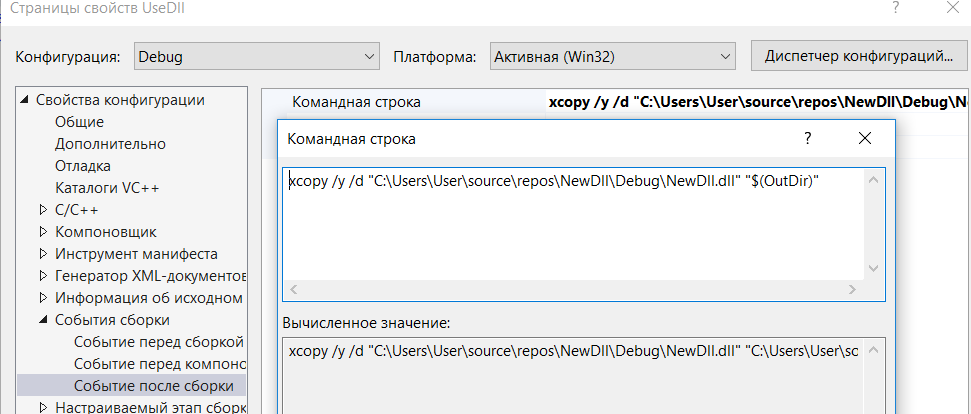 Страницы свойств UseDll
Конфигурация: Debug Платформа: Активная (Win32) Диспетчер конфигураций...
Свойства конфигурации
Общие
Дополнительно
Отладка
Каталоги VC++
C/C++
Компоновщик
Инструмент манифеста
Генератор XML-документов
Информация об исходном
События сборки
Событие перед сборкой
Событие перед компоно
Событие после сборки
Настраиваемый этап сборк
Командная строка xcopy /y /d "C:\Users\User\source\repos\NewDll\Debug\Ne
Командная строка
xcopy /y /d "C:\Users\User\source\repos\NewDll\Debug\NewDll.dll" "$(OutDir)"
Вычисленное значение:
xcopy /y /d "C:\Users\User\source\repos\NewDll\Debug\NewDll.dll" "C:\Users\User\so